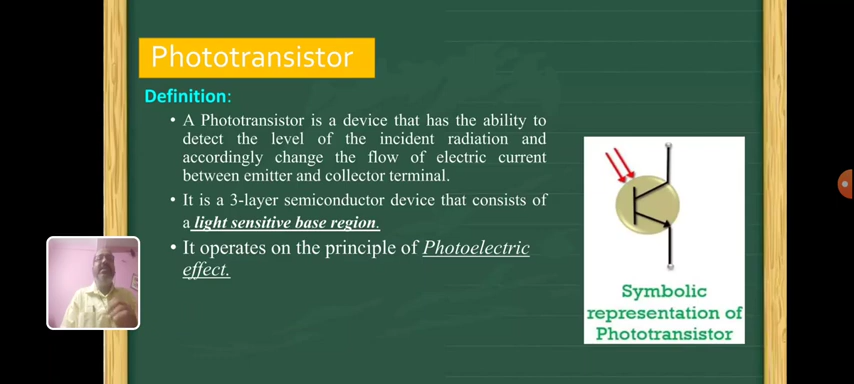 Phototransistor
Definition:
• A Phototransistor is a device that has the ability to
detect the level of the incident radiation and
accordingly change the flow of electric current
between emitter and collector terminal.
• It is a 3-layer semiconductor device that consists of
a light sensitive base region.
• It operates on the principle of Photoelectric
effect.
Symbolic
representation of
Phototransistor